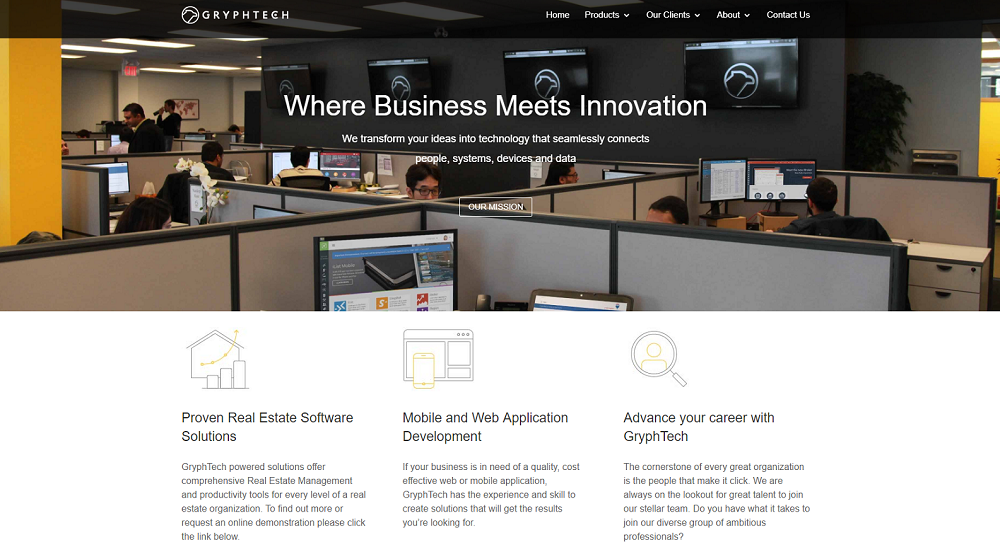 GRYPHTECH
Home Products Our Clients About Contact Us
Where Business Meets Innovation
We transform your ideas into technology that seamlessly connects
people, systems, devices and data
OUR MISSION
Proven Real Estate Software
Solutions
GryphTech powered solutions offer
comprehensive Real Estate Management
and productivity tools for every level of a real
estate organization. To find out more or
request an online demonstration please click
the link below.
Mobile and Web Application
Development
If your business is in need of a quality, cost
effective web or mobile application,
GryphTech has the experience and skill to
create solutions that will get the results
you're looking for.
Advance your career with
GryphTech
The cornerstone of every great organization
is the people that make it click. We are
always on the lookout for great talent to join
our stellar team. Do you have what it takes to
join our diverse group of ambitious
professionals?